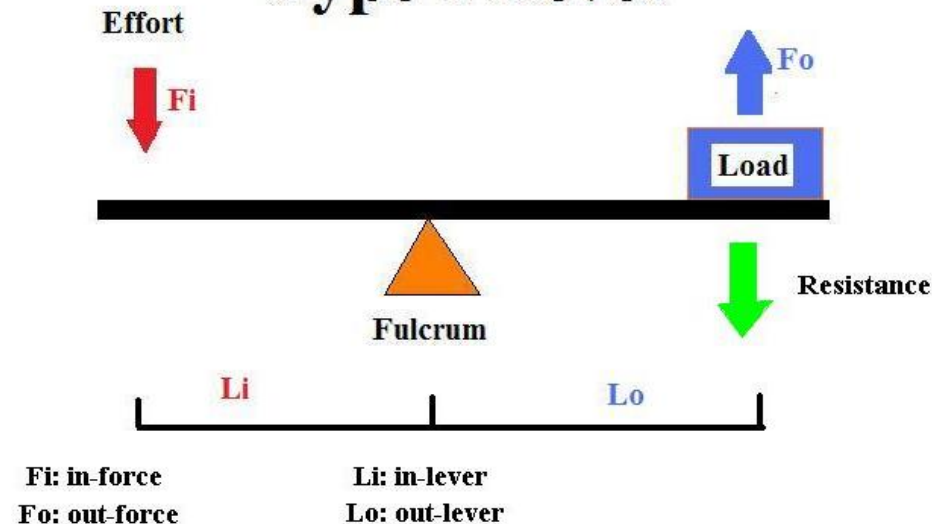 Effort
Fi
Fo
Load
Resistance
Fulcrum
Li
Lo
Fi: in-force
Li: in-lever
Fo: out-force
Lo: out-lever